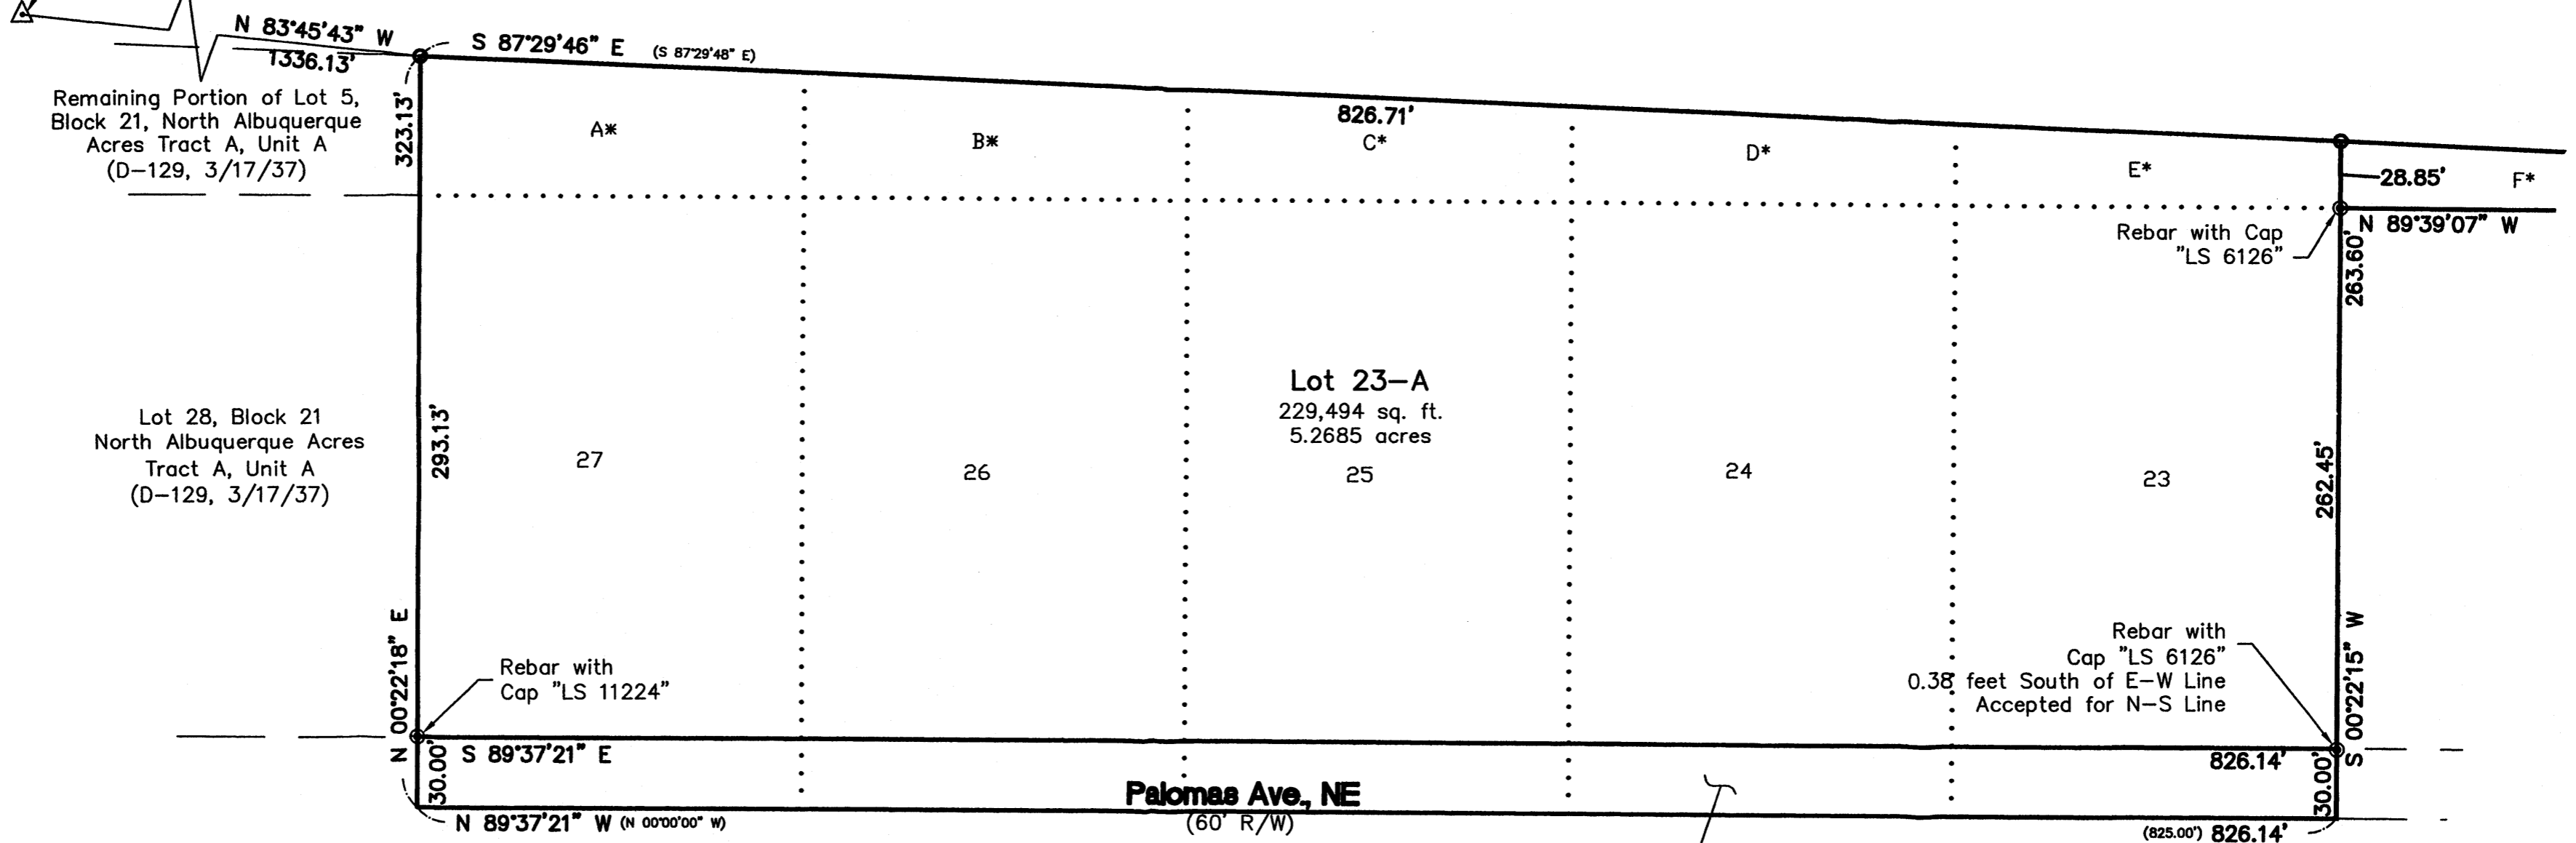 N 83°45'43" W
1336.13'
S 87°29'46" E (S 87°29'48" E)
826.71'
Remaining Portion of Lot 5,
Block 21, North Albuquerque
Acres Tract A, Unit A
(D-129, 3/17/37)
323.13'
A*
B*
C*
D*
E*
28.85'
F*
N 89°39'07" W
Rebar with Cap
"LS 6126"
263.60'
Lot 28, Block 21
North Albuquerque Acres
Tract A, Unit A
(D-129, 3/17/37)
293.13'
Lot 23-A
229,494 sq. ft.
5.2685 acres
27
26
25
24
23
262.45'
N 00°22'18" E
Rebar with
Cap "LS 11224"
Rebar with
Cap "LS 6126"
0.38 feet South of E-W Line
Accepted for N-S Line
S 00°22'15" W
30.00'
S 89°37'21" E
826.14'
30.00'
Palomas Ave., NE
(60' R/W)
N 89°37'21" W (N 00°00'00" W)
(825.00') 826.14'